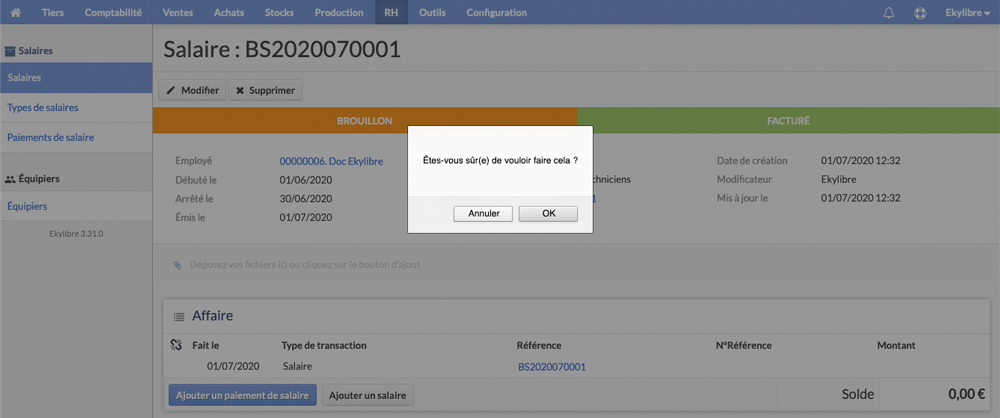 Tiers Comptabilité Ventes Achats Stocks Production RH Outils Configuration Ekylibre
Salaires
Salaires
Types de salaires
Paiements de salaire
Équipiers
Équipiers
Ekylibre 3.31.0
Salaire : BS2020070001
Modifier Supprimer
BROUILLON FACTURÉ
Employé 00000006. Doc Ekylibre
Débuté le 01/06/2020
Arrêté le 30/06/2020
Émis le 01/07/2020
Êtes-vous sûr(e) de vouloir faire cela ?
Annuler OK
Date de création 01/07/2020 12:32
Modificateur Ekylibre
Mis à jour le 01/07/2020 12:32
Déposez vos fichiers ici ou cliquez sur le bouton d'ajout
Affaire
Fait le Type de transaction Référence N°Référence Montant
01/07/2020 Salaire BS2020070001
Ajouter un paiement de salaire Ajouter un salaire Solde 0,00 €